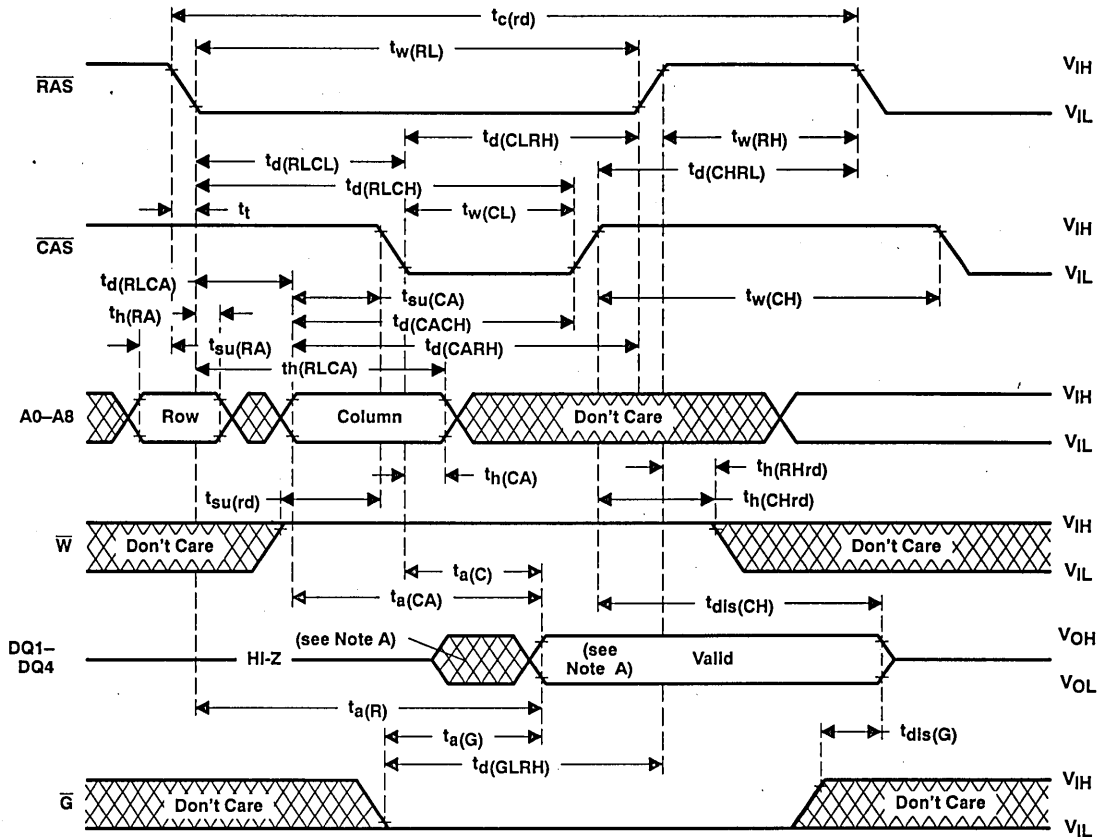 tc(rd)
tw(RL)
RAS
VIH
VIL
td(CLRH)
tw(RH)
td(RLCL)
td(CHRL)
td(RLCH)
tt
tw(CL)
CAS
VIH
VIL
td(RLCA)
tsu(CA)
tw(CH)
th(RA)
td(CACH)
tsu(RA)
td(CARH)
th(RLCA)
A0–A8
Row
Column
Don't Care
VIH
VIL
th(CA)
th(RHrd)
tsu(rd)
th(CHrd)
W
Don't Care
Don't Care
VIH
VIL
ta(C)
ta(CA)
tdis(CH)
DQ1–
DQ4
HI-Z
(see Note A)
(see
Note A)
Valid
VOH
VOL
ta(R)
ta(G)
tdis(G)
td(GLRH)
G
Don't Care
Don't Care
VIH
VIL